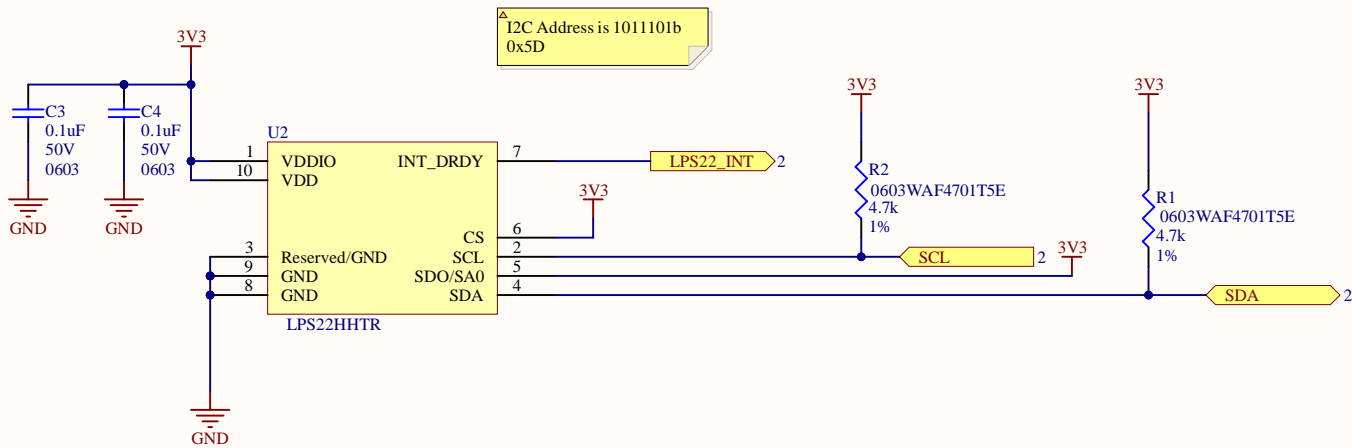 I2C Address is 1011101b
0x5D
3V3
C3
0.1uF
50V
0603
GND
C4
0.1uF
50V
0603
GND
U2
1 VDDIO
10 VDD
3 Reserved/GND
9 GND
8 GND
INT_DRDY 7
CS 6
SCL 2
SDO/SA0 5
SDA 4
LPS22HHTR
GND
LPS22_INT 2
3V3
3V3
R2
0603WAF4701T5E
4.7k
1%
SCL 2
3V3
3V3
R1
0603WAF4701T5E
4.7k
1%
SDA 2